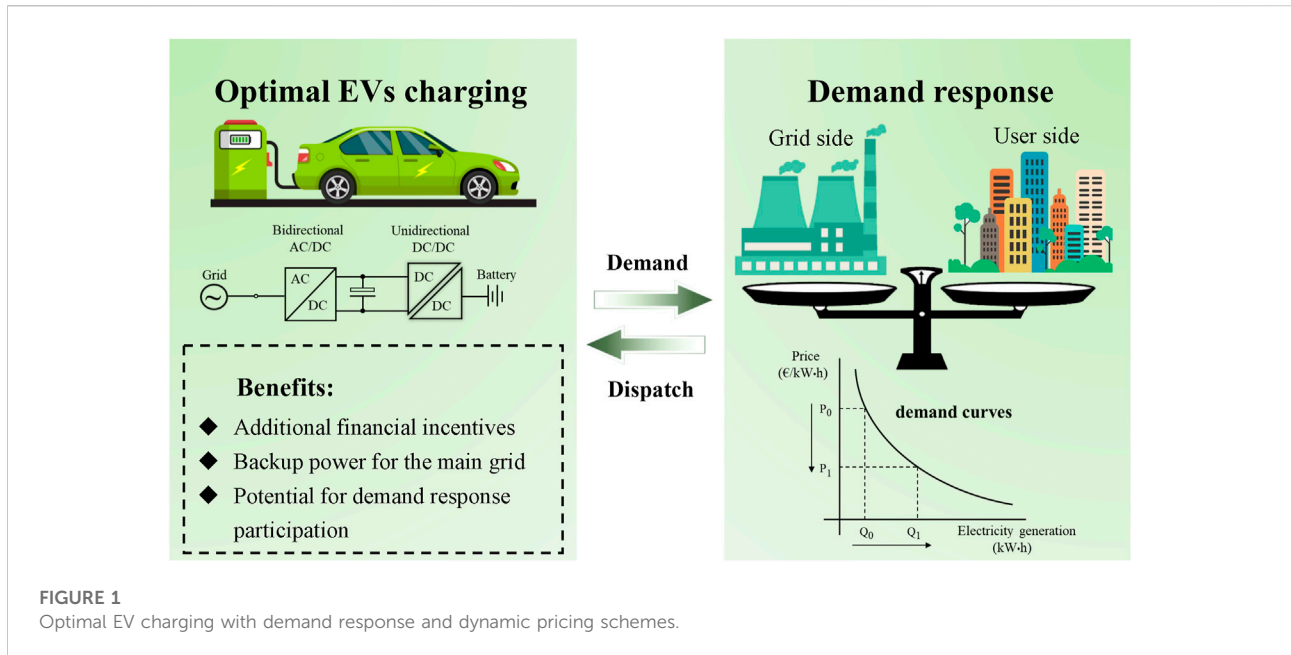 Optimal EVs charging
Bidirectional
AC/DC
Unidirectional
DC/DC
Grid
AC
DC
DC
DC
Battery
Benefits:
◆ Additional financial incentives
◆ Backup power for the main grid
◆ Potential for demand response
participation
Demand
Dispatch
Demand response
Grid side
User side
Price
(€/kW·h)
demand curves
P₀
P₁
Q₀
Q₁
Electricity generation
(kW·h)
FIGURE 1
Optimal EV charging with demand response and dynamic pricing schemes.